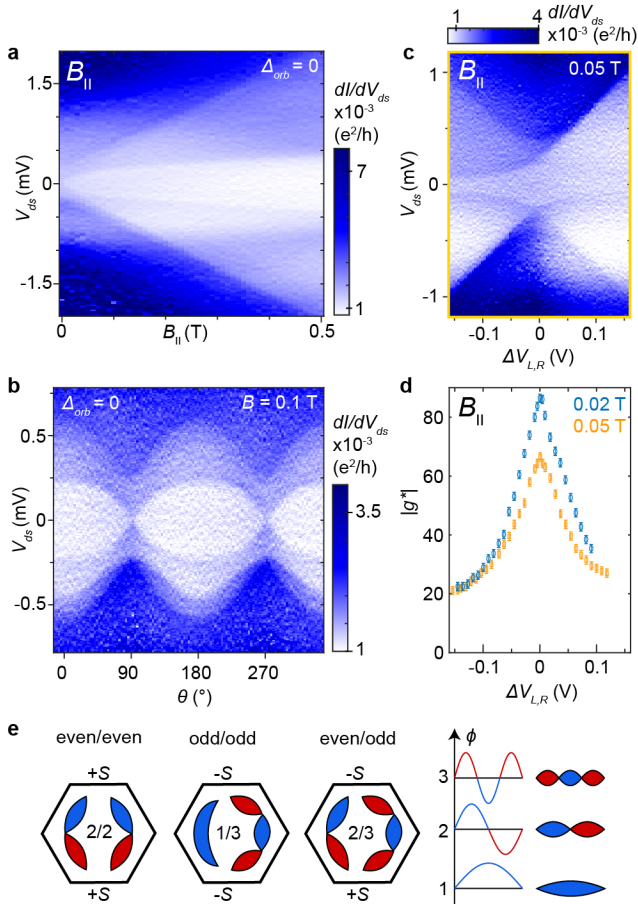 a
B||
Δorb = 0
dI/dVds
x10-3
(e2/h)
7
1
1.5
0
-1.5
Vds (mV)
0
B|| (T)
0.5
1
4
dI/dVds
x10-3 (e2/h)
c
B||
0.05 T
1
0
-1
Vds (mV)
-0.1
0
0.1
ΔVL,R (V)
b
Δorb = 0
B = 0.1 T
dI/dVds
x10-3
(e2/h)
3.5
1
0.5
0
-0.5
Vds (mV)
0
90
180
270
θ (°)
d
B||
0.02 T
0.05 T
80
60
40
20
0
|g*|
-0.1
0
0.1
ΔVL,R (V)
e
even/even
odd/odd
even/odd
+S
-S
-S
2/2
1/3
2/3
+S
-S
+S
ϕ
3
2
1